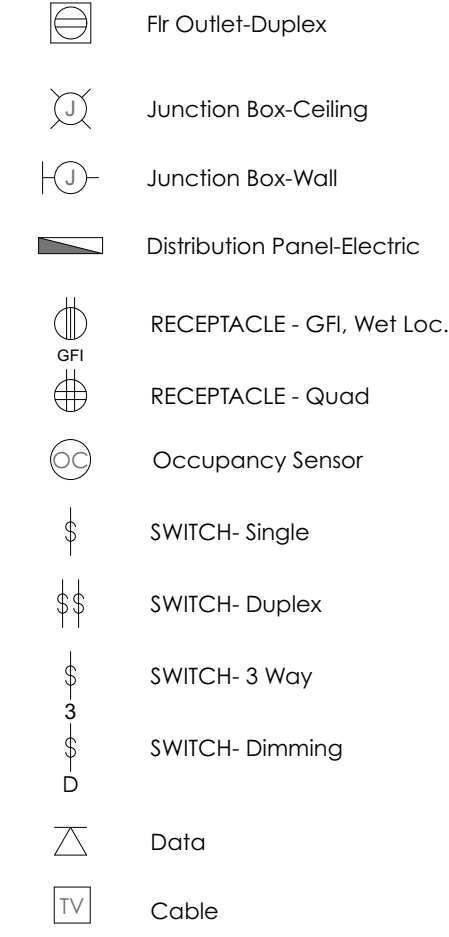 Flr Outlet-Duplex
J Junction Box-Ceiling
J Junction Box-Wall
Distribution Panel-Electric
RECEPTACLE - GFI, Wet Loc.
GFI
RECEPTACLE - Quad
OC Occupancy Sensor
$ SWITCH- Single
$$ SWITCH- Duplex
$ SWITCH- 3 Way
3
$ SWITCH- Dimming
D
Data
TV Cable